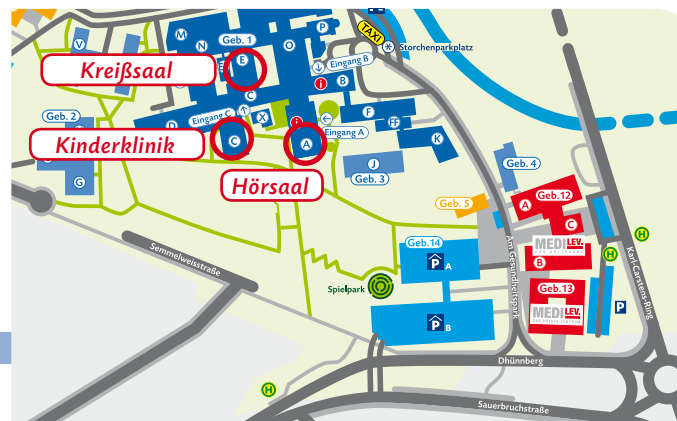 P
M
O
TAXI
V
N
Geb. 1
Storchenparkplatz
E
Eingang B
Kreißsaal
i
B
C
Eingang C
F
FF
Geb. 2
D
X
i
Eingang A
K
Kinderklinik
C
A
J
Geb. 4
G
Hörsaal
Geb. 3
Geb. 12
A
Geb. 5
C
Semmelweisstraße
Geb. 14
MEDILEV.
H
P A
Am Gesundheitspark
B
H
Karl-Carstens-Ring
Spielpark
Geb. 13
MEDILEV.
P
P B
Dhünnberg
H
Sauerbruchstraße